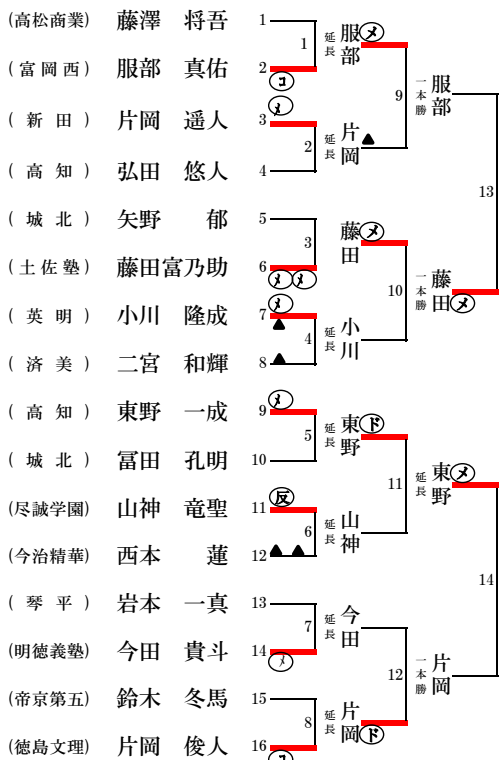 (高松商業) 藤澤 将吾 1
(富岡西) 服部 真佑 2
(新田) 片岡 遥人 3
(高知) 弘田 悠人 4
(城北) 矢野 郁 5
(土佐塾) 藤田富乃助 6
(英明) 小川 隆成 7
(済美) 二宮 和輝 8
(高知) 東野 一成 9
(城北) 冨田 孔明 10
(尽誠学園) 山神 竜聖 11
(今治精華) 西本 蓮 12
(琴平) 岩本 一真 13
(明徳義塾) 今田 貴斗 14
(帝京第五) 鈴木 冬馬 15
(徳島文理) 片岡 俊人 16
コ
メ
メメ
メ
メ
反
メ
コ
1 延長 服部 メ
2 延長 片岡
3 藤田 メ
4 延長 小川
5 延長 東野 ド
6 延長 山神
7 延長 今田
8 延長 片岡 ド
9 一本勝 服部
10 一本勝 藤田 メ
11 延長 東野 メ
12 一本勝 片岡
13
14